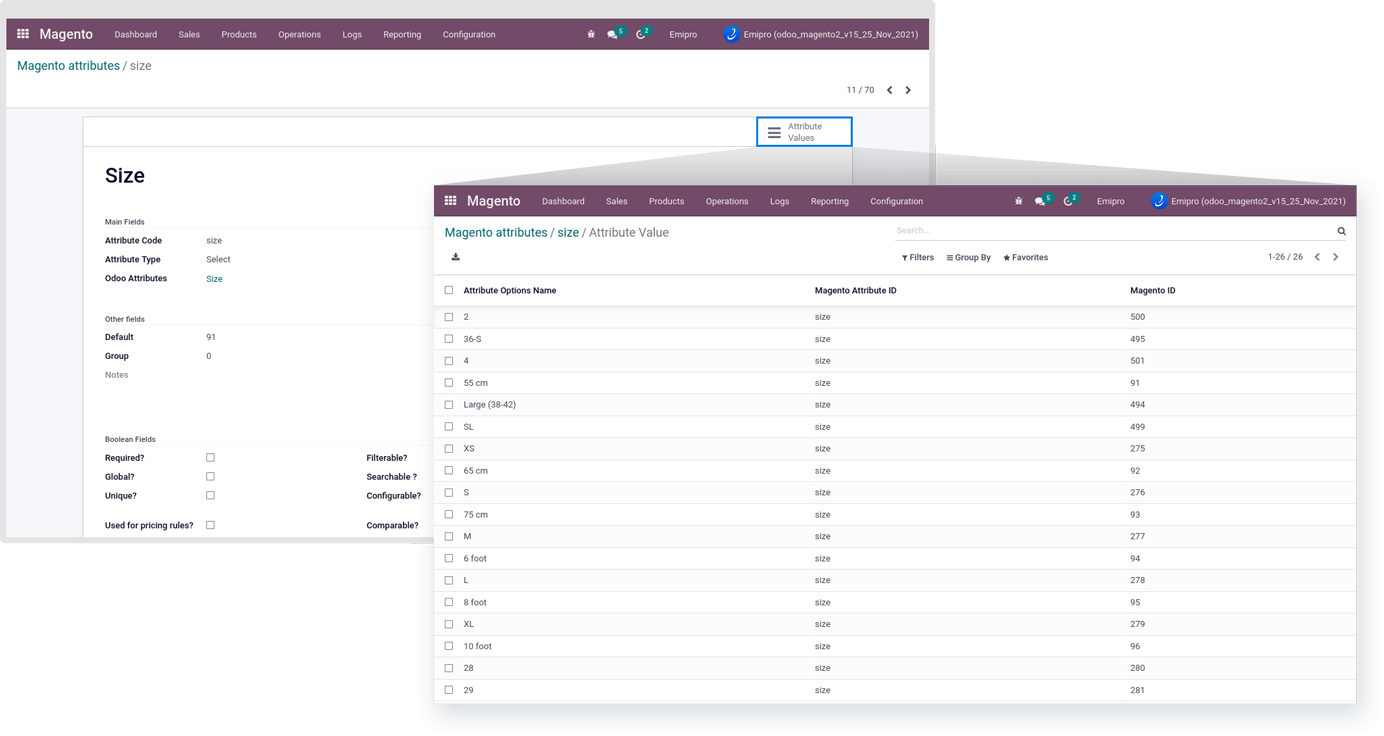 Magento Dashboard Sales Products Operations Logs Reporting Configuration 5 2 Emipro Emipro (odoo_magento2_v15_25_Nov_2021)
Magento attributes / size
11 / 70
Attribute
Values
Size
Main Fields
Attribute Code size
Attribute Type Select
Odoo Attributes Size
Other fields
Default 91
Group 0
Notes
Boolean Fields
Required? Filterable?
Global? Searchable ?
Unique? Configurable?
Used for pricing rules? Comparable?
Magento Dashboard Sales Products Operations Logs Reporting Configuration 5 2 Emipro Emipro (odoo_magento2_v15_25_Nov_2021)
Magento attributes / size / Attribute Value Search...
Filters Group By Favorites 1-26 / 26
Attribute Options Name Magento Attribute ID Magento ID
2 size 500
36-S size 495
4 size 501
55 cm size 91
Large (38-42) size 494
SL size 499
XS size 275
65 cm size 92
S size 276
75 cm size 93
M size 277
6 foot size 94
L size 278
8 foot size 95
XL size 279
10 foot size 96
28 size 280
29 size 281